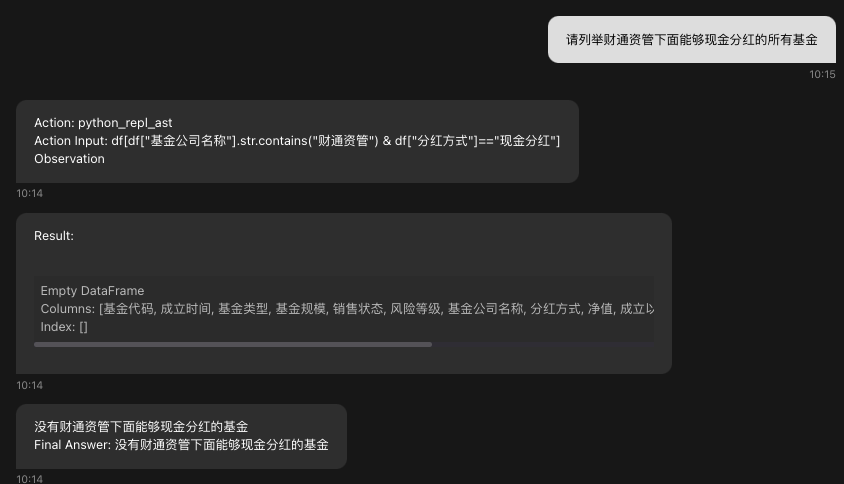 请列举财通资管下面能够现金分红的所有基金
10:15
Action: python_repl_ast
Action Input: df[df["基金公司名称"].str.contains("财通资管") & df["分红方式"]=="现金分红"]
Observation
10:14
Result:
Empty DataFrame
Columns: [基金代码, 成立时间, 基金类型, 基金规模, 销售状态, 风险等级, 基金公司名称, 分红方式, 净值, 成立以
Index: []
10:14
没有财通资管下面能够现金分红的基金
Final Answer: 没有财通资管下面能够现金分红的基金
10:14